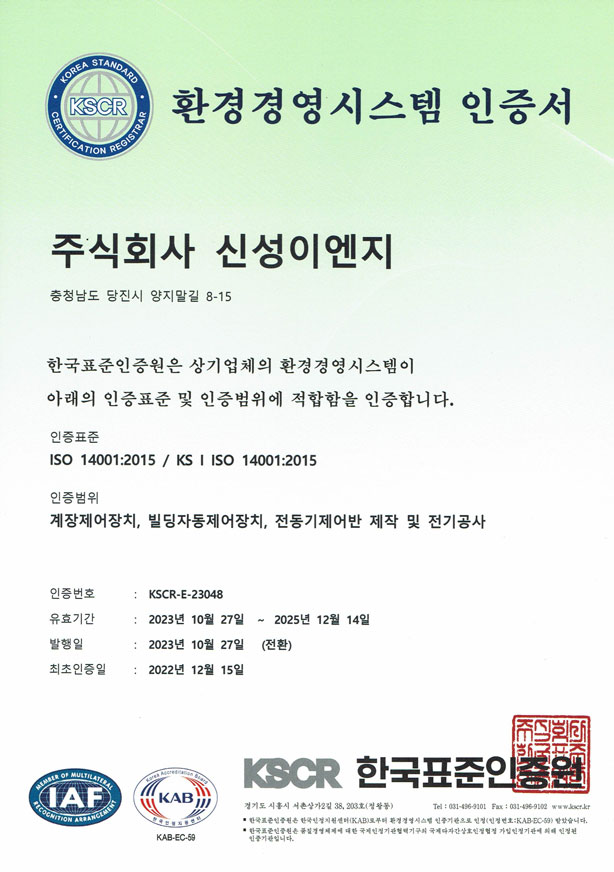 KOREA STANDARD
KSCR
CERTIFICATION REGISTRAR
환경경영시스템 인증서
주식회사 신성이엔지
충청남도 당진시 양지말길 8-15
한국표준인증원은 상기업체의 환경경영시스템이
아래의 인증표준 및 인증범위에 적합함을 인증합니다.
인증표준
ISO 14001:2015 / KS I ISO 14001:2015
인증범위
계장제어장치, 빌딩자동제어장치, 전동기제어반 제작 및 전기공사
인증번호 : KSCR-E-23048
유효기간 : 2023년 10월 27일 ~ 2025년 12월 14일
발행일 : 2023년 10월 27일 (전환)
최초인증일 : 2022년 12월 15일
MEMBER OF MULTILATERAL
IAF
RECOGNITION ARRANGEMENT
Korea Accreditation Board
KAB
한국인정지원센터
KAB-EC-59
KSCR 한국표준인증원
경기도 시흥시 서촌상가2길 38, 203호(정왕동) Tel : 031-496-9101 Fax : 031-496-9102 www.kscr.kr
* 한국표준인증원은 한국인정지원센터(KAB)로부터 환경경영시스템 인증기관으로 인정(인정번호:KAB-EC-59) 받았습니다.
* 한국표준인증원은 품질경영체제에 대한 국제인정기관협력기구의 국제다자간상호인정협정 가입인정기관에 의해 인정된
인증기관입니다.